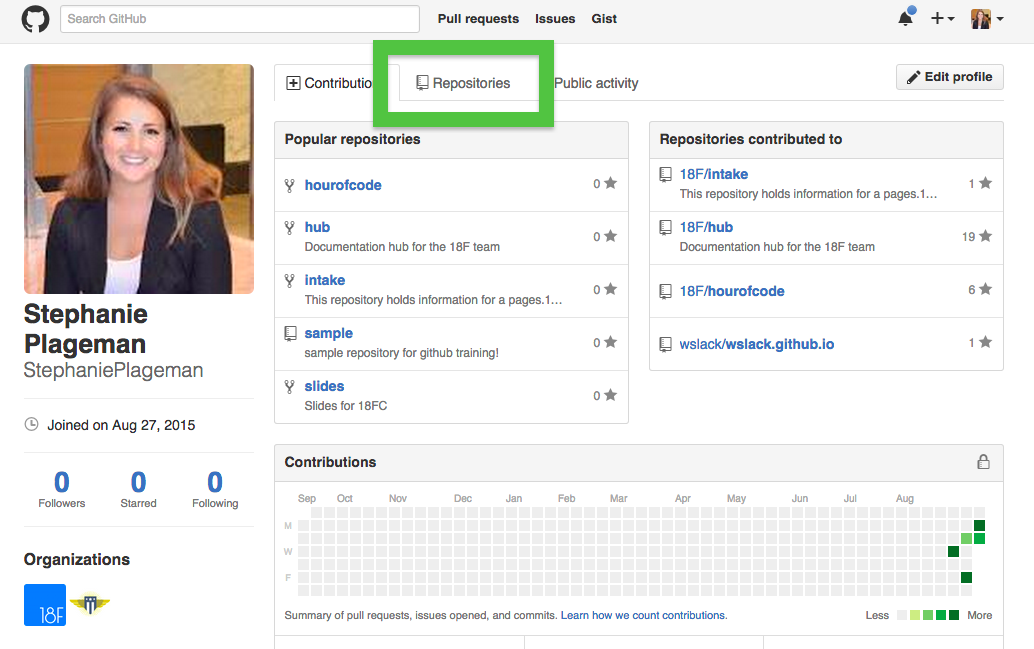 Search GitHub
Pull requests Issues Gist
Contributio
Repositories
Public activity
Edit profile
Stephanie
Plageman
StephaniePlageman
Joined on Aug 27, 2015
0 0 0
Followers Starred Following
Organizations
18F
Popular repositories
hourofcode 0
hub 0
Documentation hub for the 18F team
intake 0
This repository holds information for a pages.1…
sample 0
sample repository for github training!
slides 0
Slides for 18FC
Repositories contributed to
18F/intake 1
This repository holds information for a pages.1…
18F/hub 19
Documentation hub for the 18F team
18F/hourofcode 6
wslack/wslack.github.io 1
Contributions
Sep Oct Nov Dec Jan Feb Mar Apr May Jun Jul Aug
M
W
F
Summary of pull requests, issues opened, and commits. Learn how we count contributions.
Less More